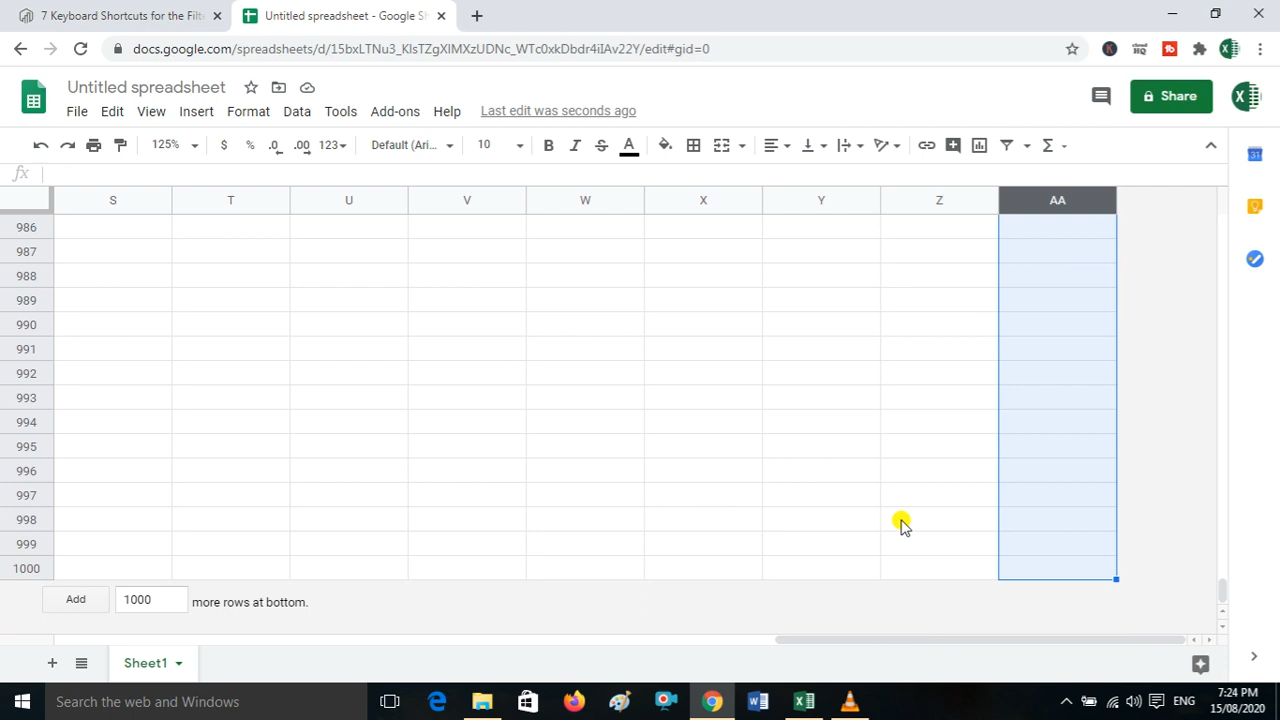 7 Keyboard Shortcuts for the Filt
Untitled spreadsheet - Google Sh
docs.google.com/spreadsheets/d/15bxLTNu3_KlsTZgXlMXzUDNc_WTc0xkDbdr4iIAv22Y/edit#gid=0
Untitled spreadsheet
File Edit View Insert Format Data Tools Add-ons Help Last edit was seconds ago
Share
125% $ % .0 .00 123 Default (Ari... 10 B I S A Σ
fx
S T U V W X Y Z AA
986
987
988
989
990
991
992
993
994
995
996
997
998
999
1000
Add 1000 more rows at bottom.
Sheet1
Search the web and Windows
ENG
7:24 PM
15/08/2020